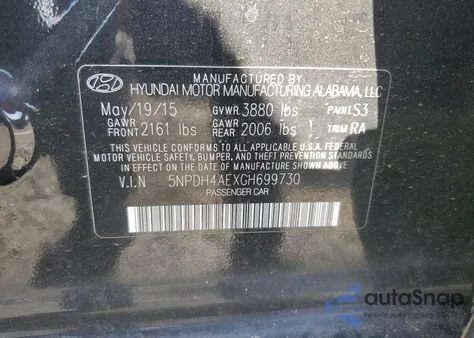 MANUFACTURED BY
HYUNDAI MOTOR MANUFACTURING ALABAMA, LLC
May/19/15 GVWR 3880 lbs PAINT S3
GAWR FRONT 2161 lbs GAWR REAR 2006 lbs TRIM RA
THIS VEHICLE CONFORMS TO ALL APPLICABLE FEDERAL
MOTOR VEHICLE SAFETY, BUMPER, AND THEFT PREVENTION STANDARDS
IN EFFECT ON THE DATE OF MANUFACTURE SHOWN ABOVE.
V.I.N 5NPDH4AEXGH699730
PASSENGER CAR
autoSnap